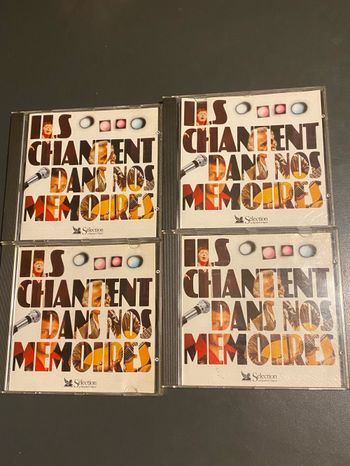 ILS
CHANTENT
DANS NOS
MEMOIRES
Sélection
ILS
CHANTENT
DANS NOS
MEMOIRES
Sélection
ILS
CHANTENT
DANS NOS
MEMOIRES
Sélection
ILS
CHANTENT
DANS NOS
MEMOIRES
Sélection